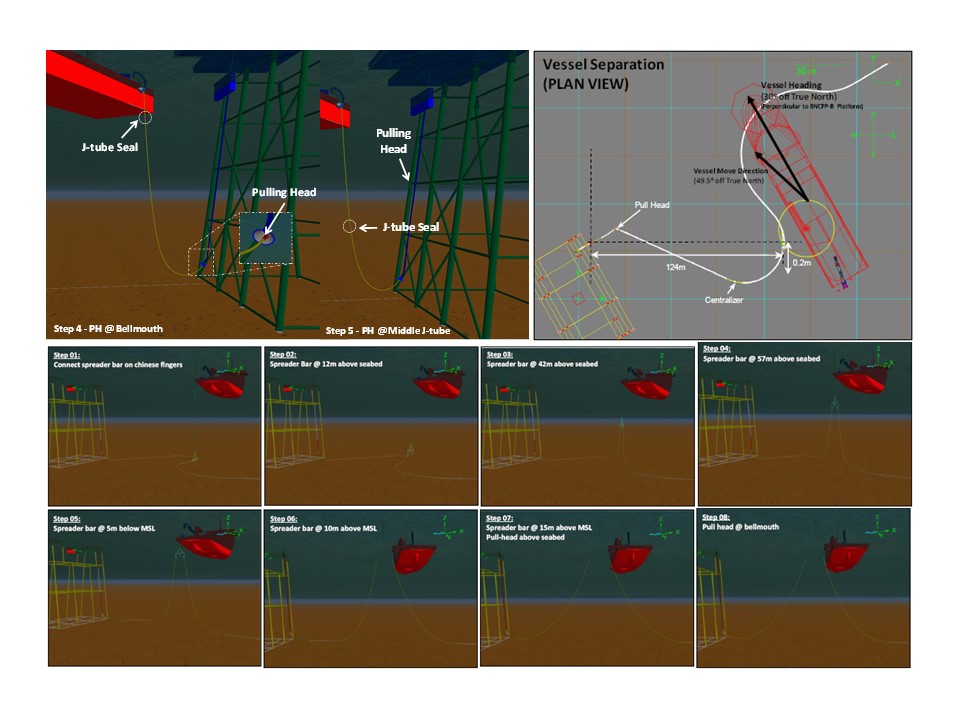 J-tube Seal
Pulling Head
Step 4 - PH @Bellmouth
Pulling
Head
J-tube Seal
Step 5 - PH @Middle J-tube
Vessel Separation
(PLAN VIEW)
Vessel Heading
(30° off True North)
(Perpendicular to BNCPP-B Platform)
Vessel Move Direction
(49.5° off True North)
Pull Head
124m
0.2m
Centralizer
Y
X
Step 01:
Connect spreader bar on chinese fingers
Step 02:
Spreader Bar @ 12m above seabed
Step 03:
Spreader bar @ 42m above seabed
Step 04:
Spreader bar @ 57m above seabed
Step 05:
Spreader bar @ 5m below MSL
Step 06:
Spreader bar @ 10m above MSL
Step 07:
Spreader bar @ 15m above MSL
Pull-head above seabed
Step 08:
Pull head @ bellmouth